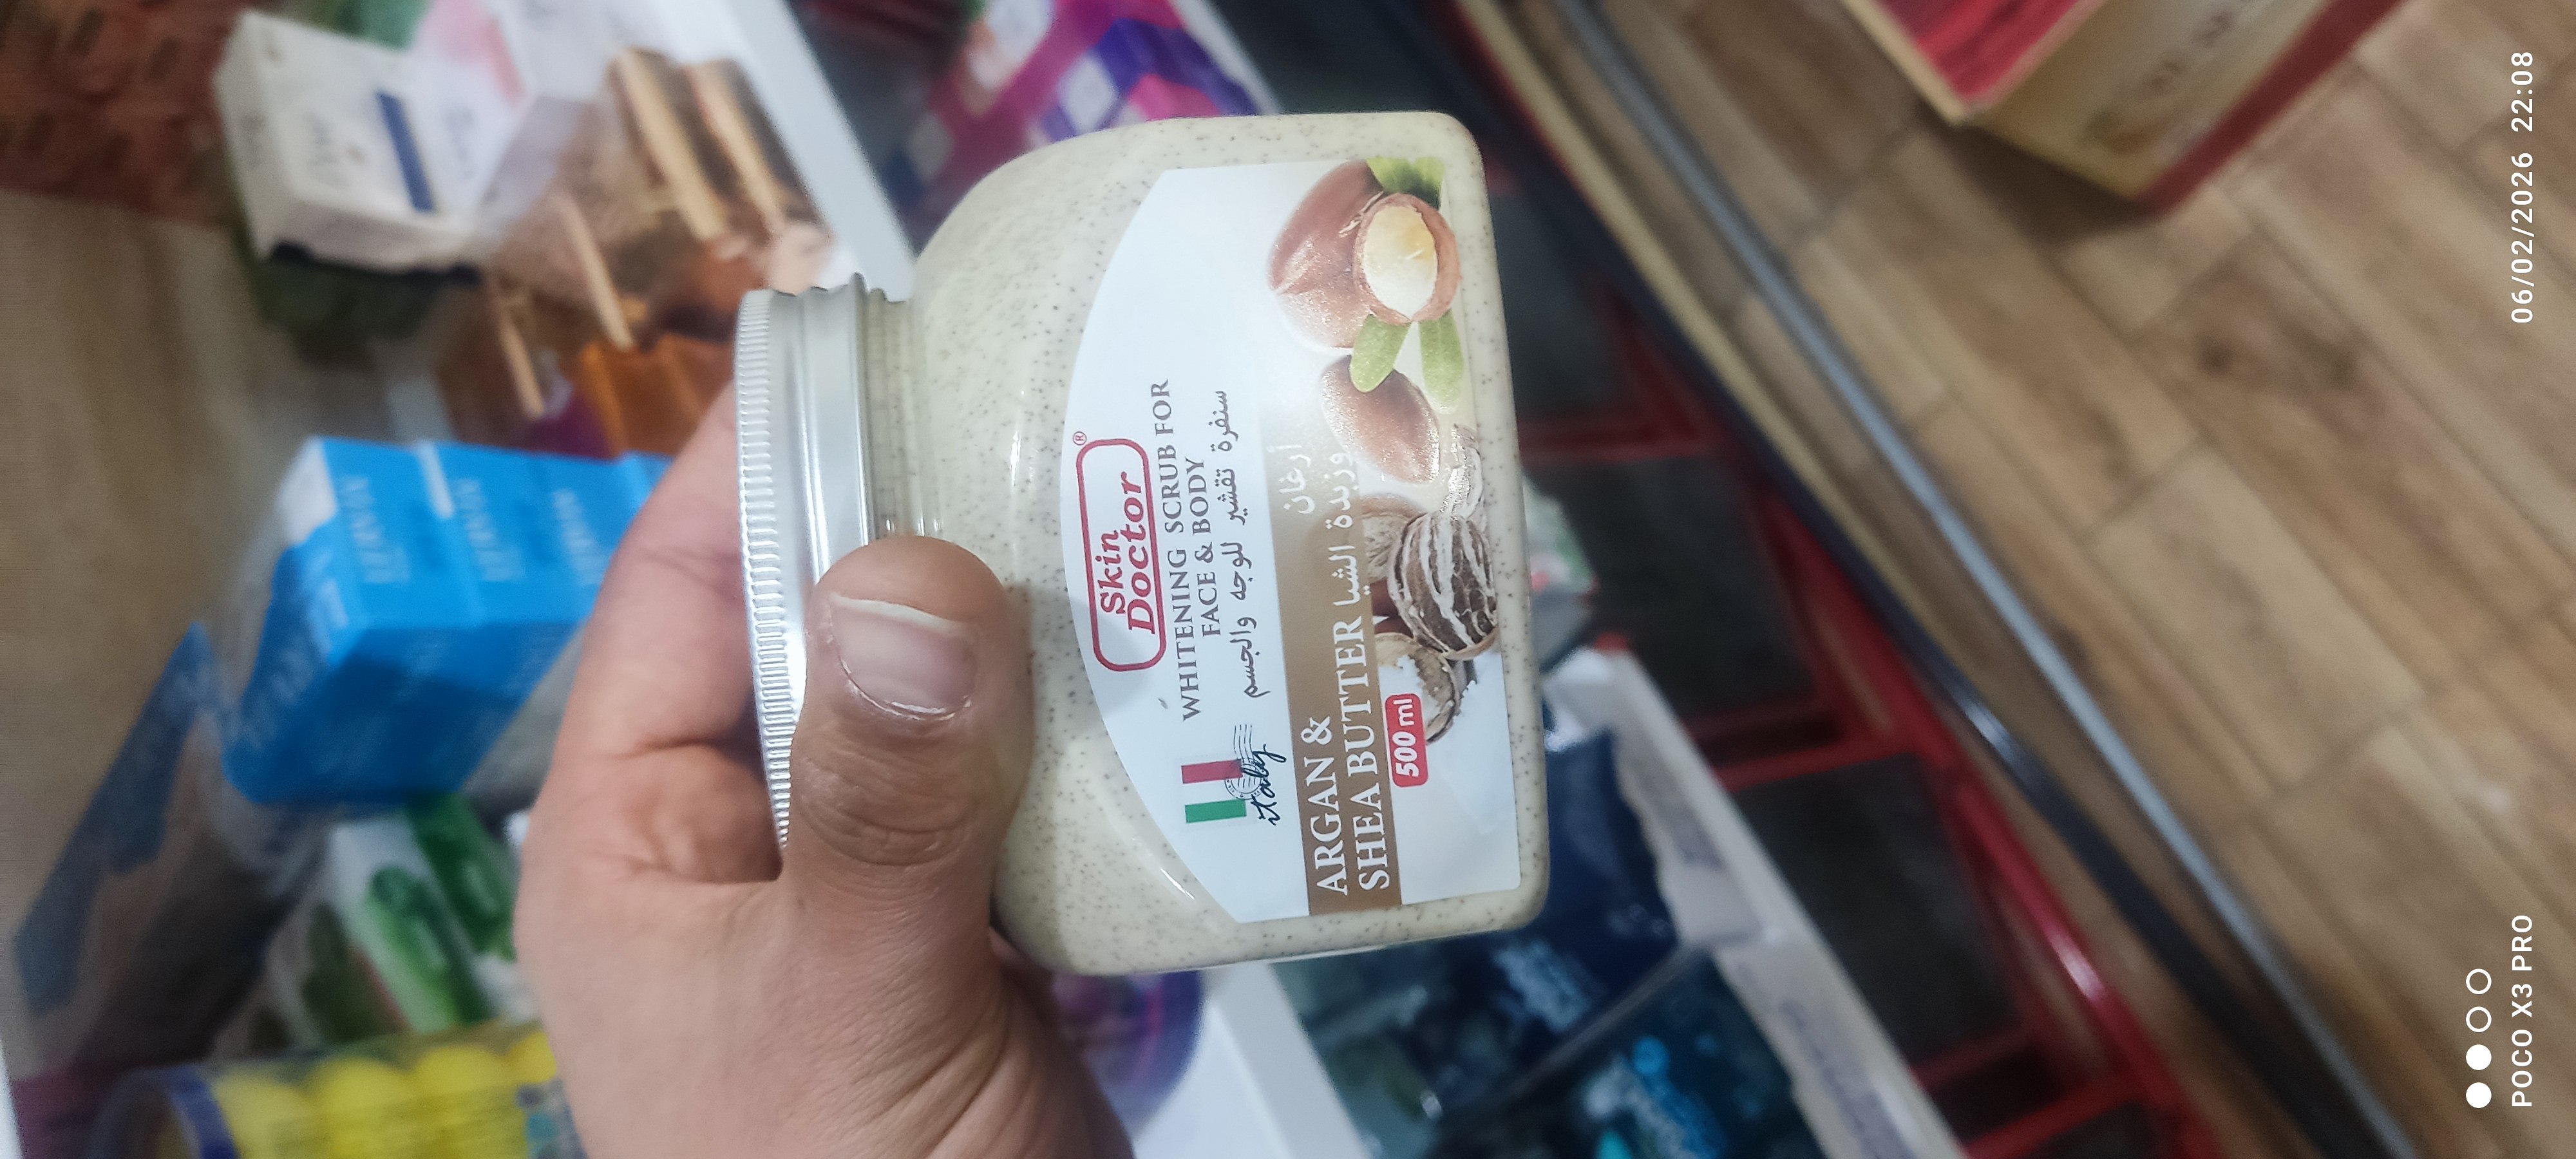 Skin
Doctor®
WHITENING SCRUB FOR
FACE & BODY
سنفرة تقشير للوجه والجسم
italy
ARGAN &
أرغان
SHEA BUTTER وزبدة الشيا
500 ml
POCO X3 PRO
06/02/2026 22:08